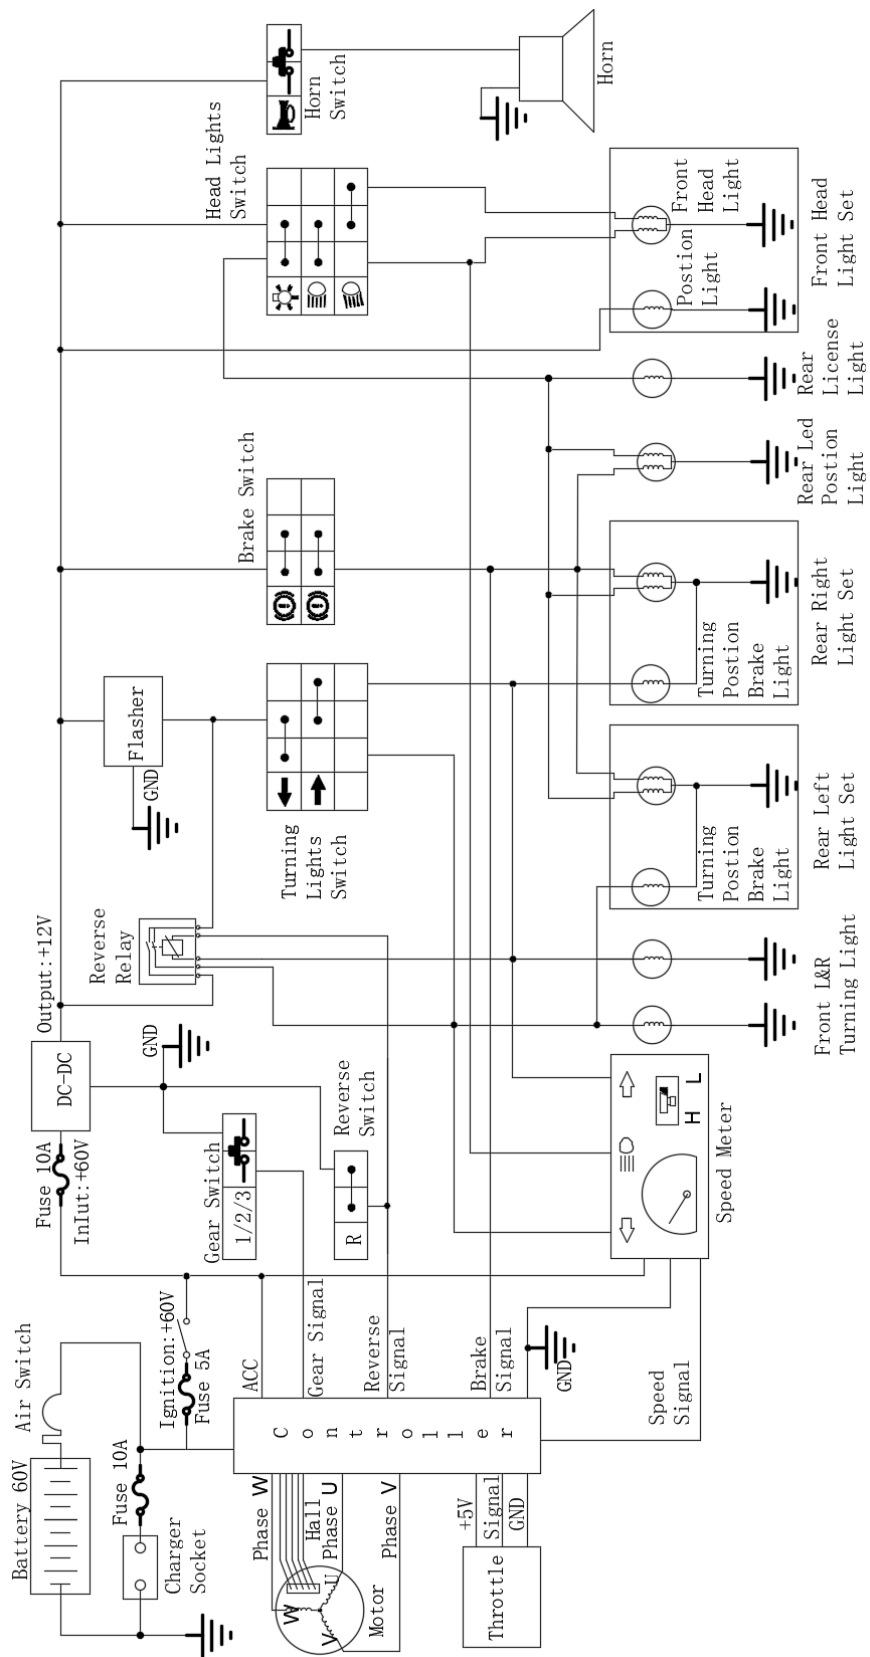 Battery 60V
Air Switch
Charger
Socket
Fuse 10A
Ignition:+60V
Fuse 5A
Fuse 10A
InIut:+60V
DC-DC
Output:+12V
GND
Reverse
Relay
Flasher
GND
Gear Switch
1/2/3
Reverse
Switch
R
Turning
Lights
Switch
Brake Switch
Head Lights
Switch
Horn
Switch
Horn
ACC
Gear Signal
Reverse
Signal
Brake
Signal
GND
Speed
Signal
Controller
Phase W
Hall
Phase U
Phase V
W
U
V
Motor
+5V
Signal
GND
Throttle
H L
Speed Meter
Front L&R
Turning Light
Turning
Postion
Brake
Light
Rear Left
Light Set
Turning
Postion
Brake
Light
Rear Right
Light Set
Rear Led
Postion
Light
Rear
License
Light
Postion
Light
Front
Head
Light
Front Head
Light Set